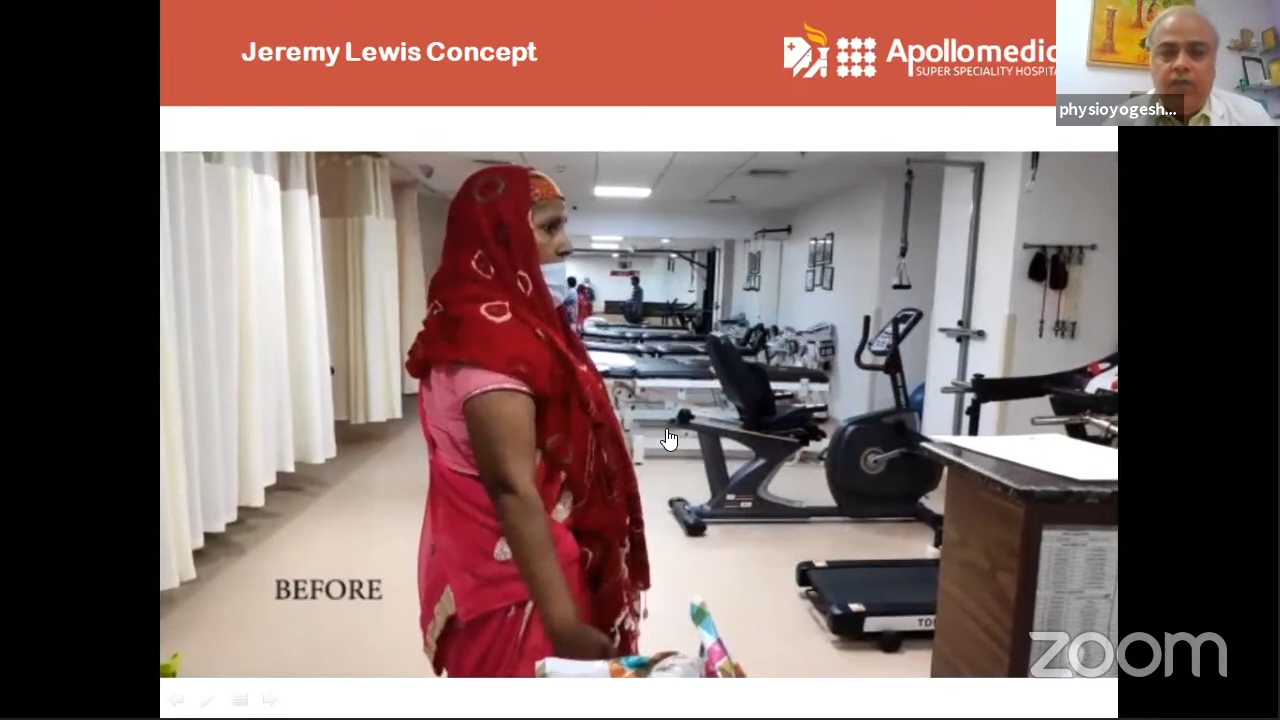 Jeremy Lewis Concept
Apollomedic
SUPER SPECIALITY HOSPITA
physioyogesh...
BEFORE
zoom